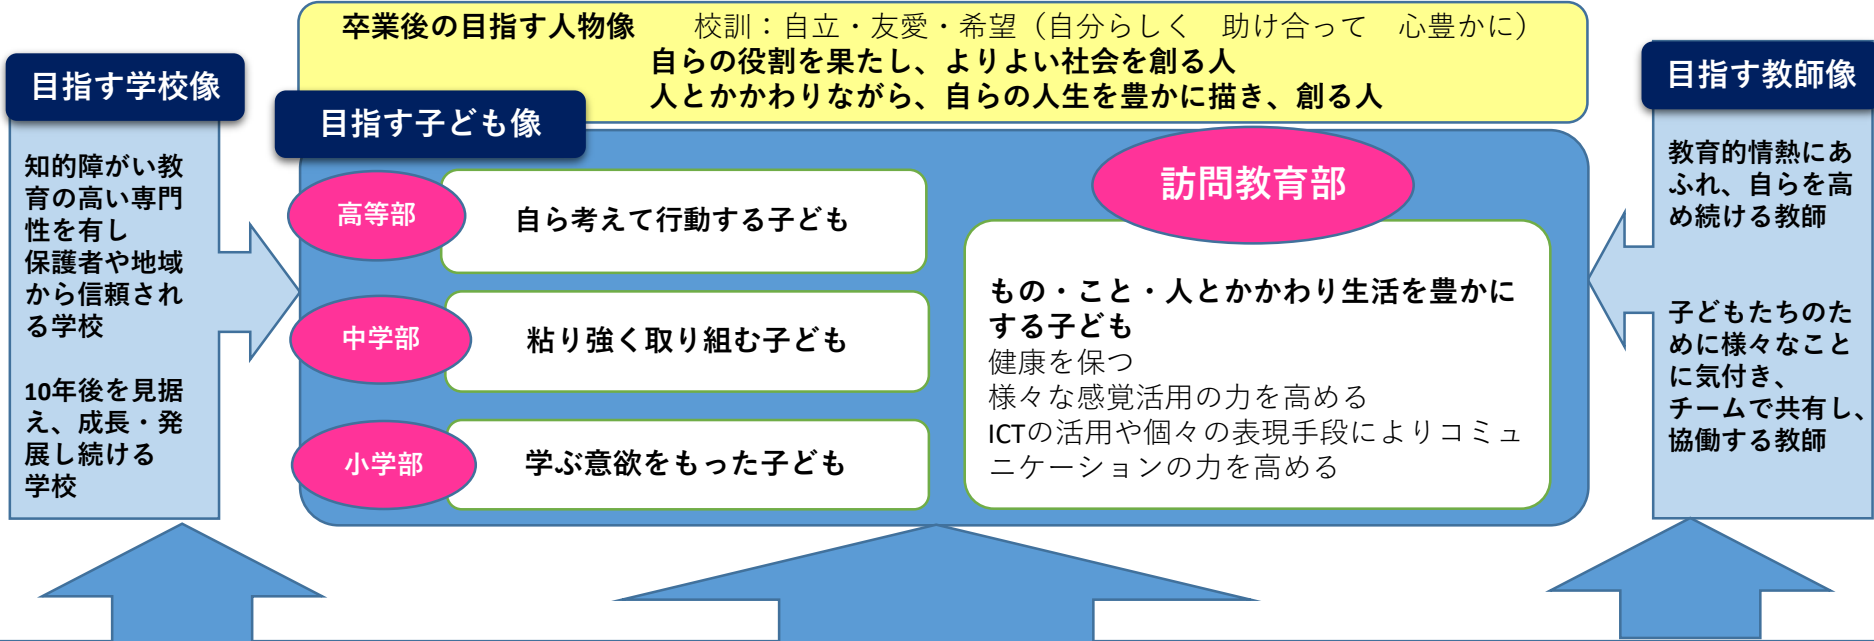 卒業後の目指す人物像　校訓：自立・友愛・希望（自分らしく　助け合って　心豊かに）
自らの役割を果たし、よりよい社会を創る人
人とかかわりながら、自らの人生を豊かに描き、創る人
目指す学校像
知的障がい教
育の高い専門
性を有し
保護者や地域
から信頼され
る学校
10年後を見据
え、成長・発
展し続ける
学校
目指す子ども像
高等部
自ら考えて行動する子ども
中学部
粘り強く取り組む子ども
小学部
学ぶ意欲をもった子ども
訪問教育部
もの・こと・人とかかわり生活を豊かに
する子ども
健康を保つ
様々な感覚活用の力を高める
ICTの活用や個々の表現手段によりコミュ
ニケーションの力を高める
目指す教師像
教育的情熱にあ
ふれ、自らを高
め続ける教師
子どもたちのた
めに様々なこと
に気付き、
チームで共有し、
協働する教師